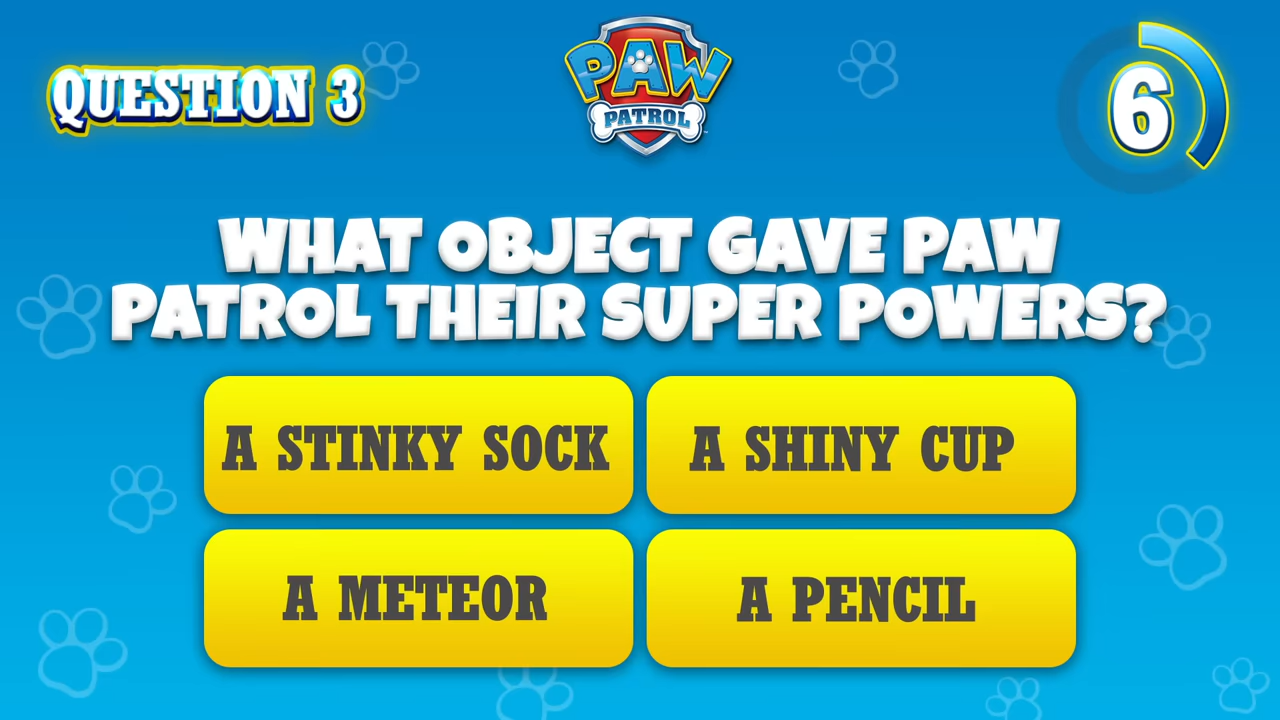 QUESTION 3
PAW
PATROL
6
WHAT OBJECT GAVE PAW
PATROL THEIR SUPER POWERS?
A STINKY SOCK
A SHINY CUP
A METEOR
A PENCIL